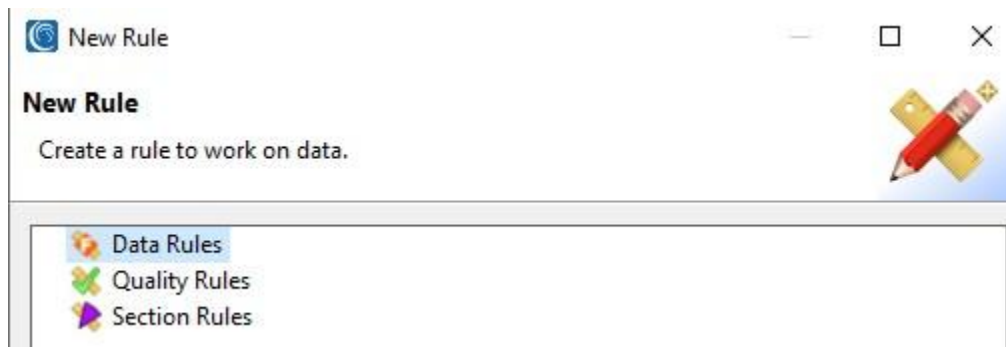 New Rule
New Rule
Create a rule to work on data.
Data Rules
Quality Rules
Section Rules